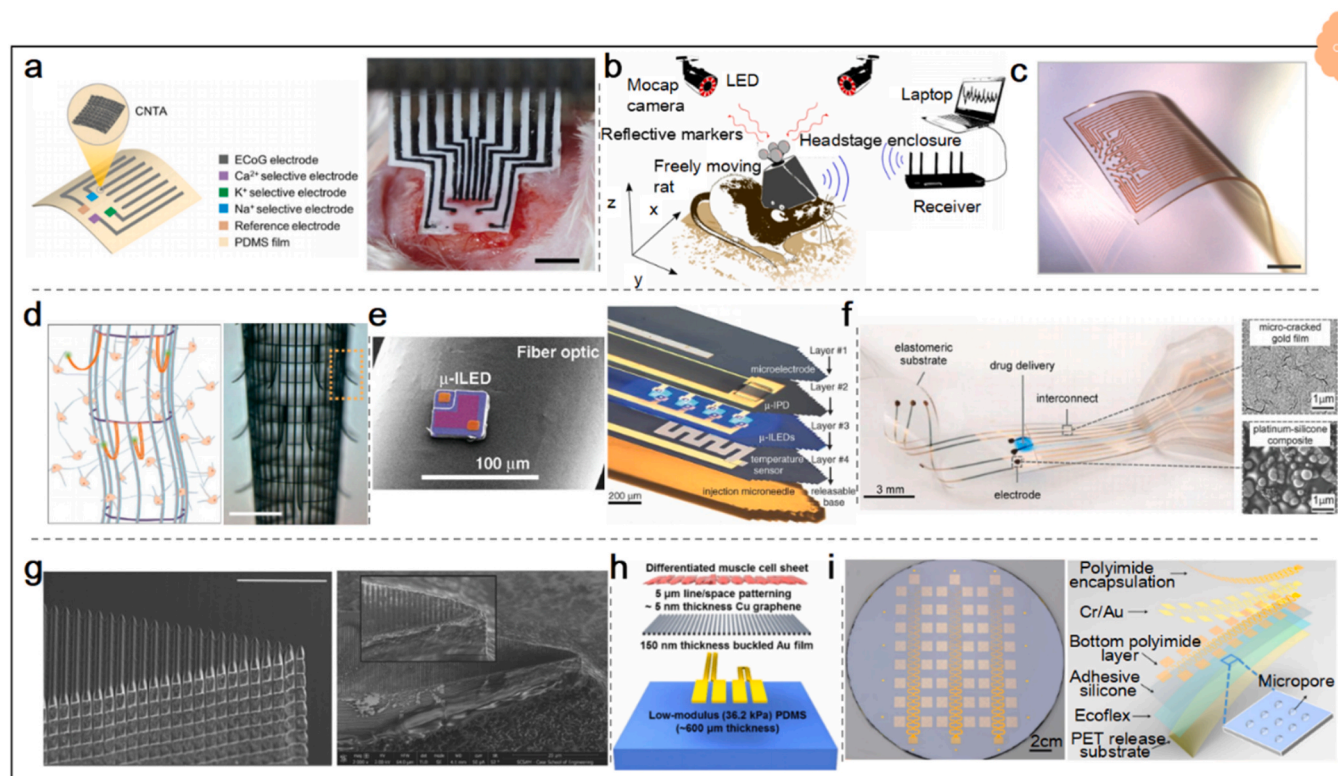 a
CNTA
ECoG electrode
Ca²⁺ selective electrode
K⁺ selective electrode
Na⁺ selective electrode
Reference electrode
PDMS film
b
Mocap
camera
LED
Reflective markers
Freely moving
rat
Headstage enclosure
Laptop
Receiver
z
x
y
c
d
e
Fiber optic
μ-ILED
100 μm
Layer #1
microelectrode
Layer #2
μ-IPD
Layer #3
μ-ILEDs
temperature
sensor
Layer #4
injection microneedle
releasable
base
200 μm
f
elastomeric
substrate
drug delivery
interconnect
electrode
3 mm
micro-cracked
gold film
1μm
platinum-silicone
composite
1μm
g
h
Differentiated muscle cell sheet
5 μm line/space patterning
~ 5 nm thickness Cu graphene
150 nm thickness buckled Au film
Low-modulus (36.2 kPa) PDMS
(~600 μm thickness)
i
2cm
Polyimide
encapsulation
Cr/Au
Bottom polyimide
layer
Adhesive
silicone
Ecoflex
PET release
substrate
Micropore